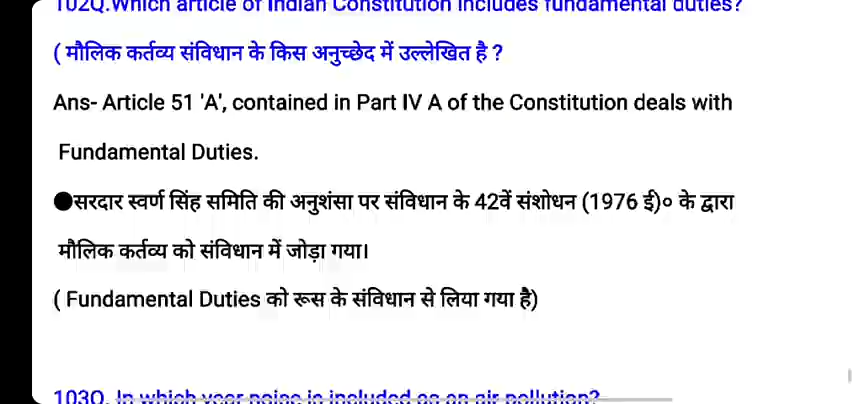 102Q.Which article of Indian Constitution includes fundamental duties?
( मौलिक कर्तव्य संविधान के किस अनुच्छेद में उल्लेखित है ?
Ans- Article 51 'A', contained in Part IV A of the Constitution deals with
Fundamental Duties.
●सरदार स्वर्ण सिंह समिति की अनुशंसा पर संविधान के 42वें संशोधन (1976 ई)० के द्वारा
मौलिक कर्तव्य को संविधान में जोड़ा गया।
( Fundamental Duties को रूस के संविधान से लिया गया है)
103Q. In which year noise is included as an air pollution?